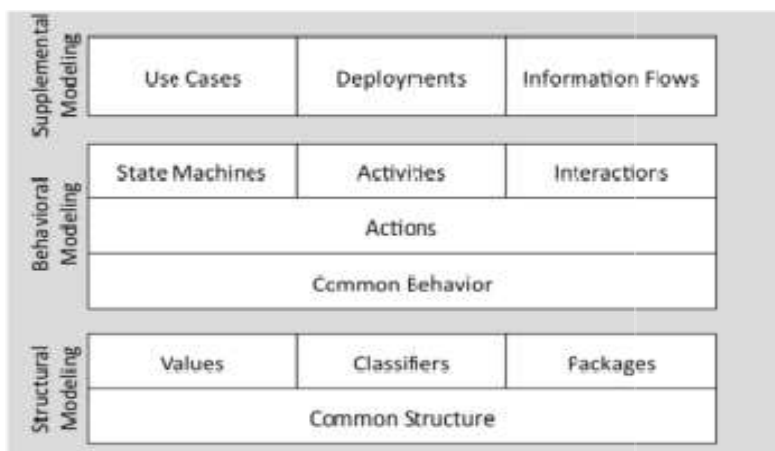 Supplemental
Modeling
Use Cases
Deployments
Information Flows
Behavioral
Modeling
State Machines
Activities
Interactions
Actions
Common Behavior
Structural
Modeling
Values
Classifiers
Packages
Common Structure